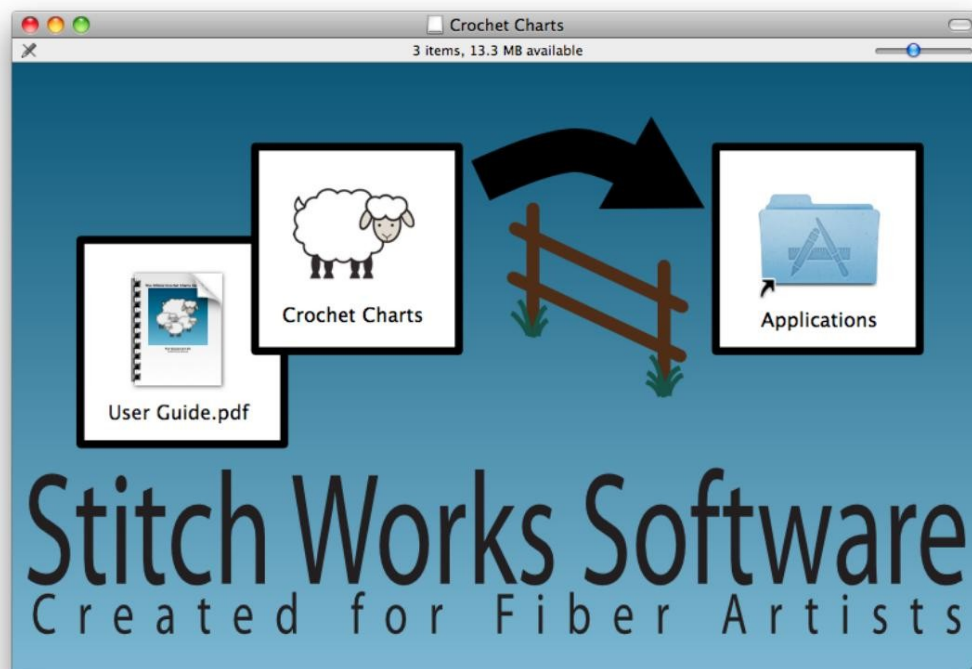 Crochet Charts
3 items, 13.3 MB available
Crochet Charts
Applications
User Guide.pdf
Stitch Works Software
Created for Fiber Artists